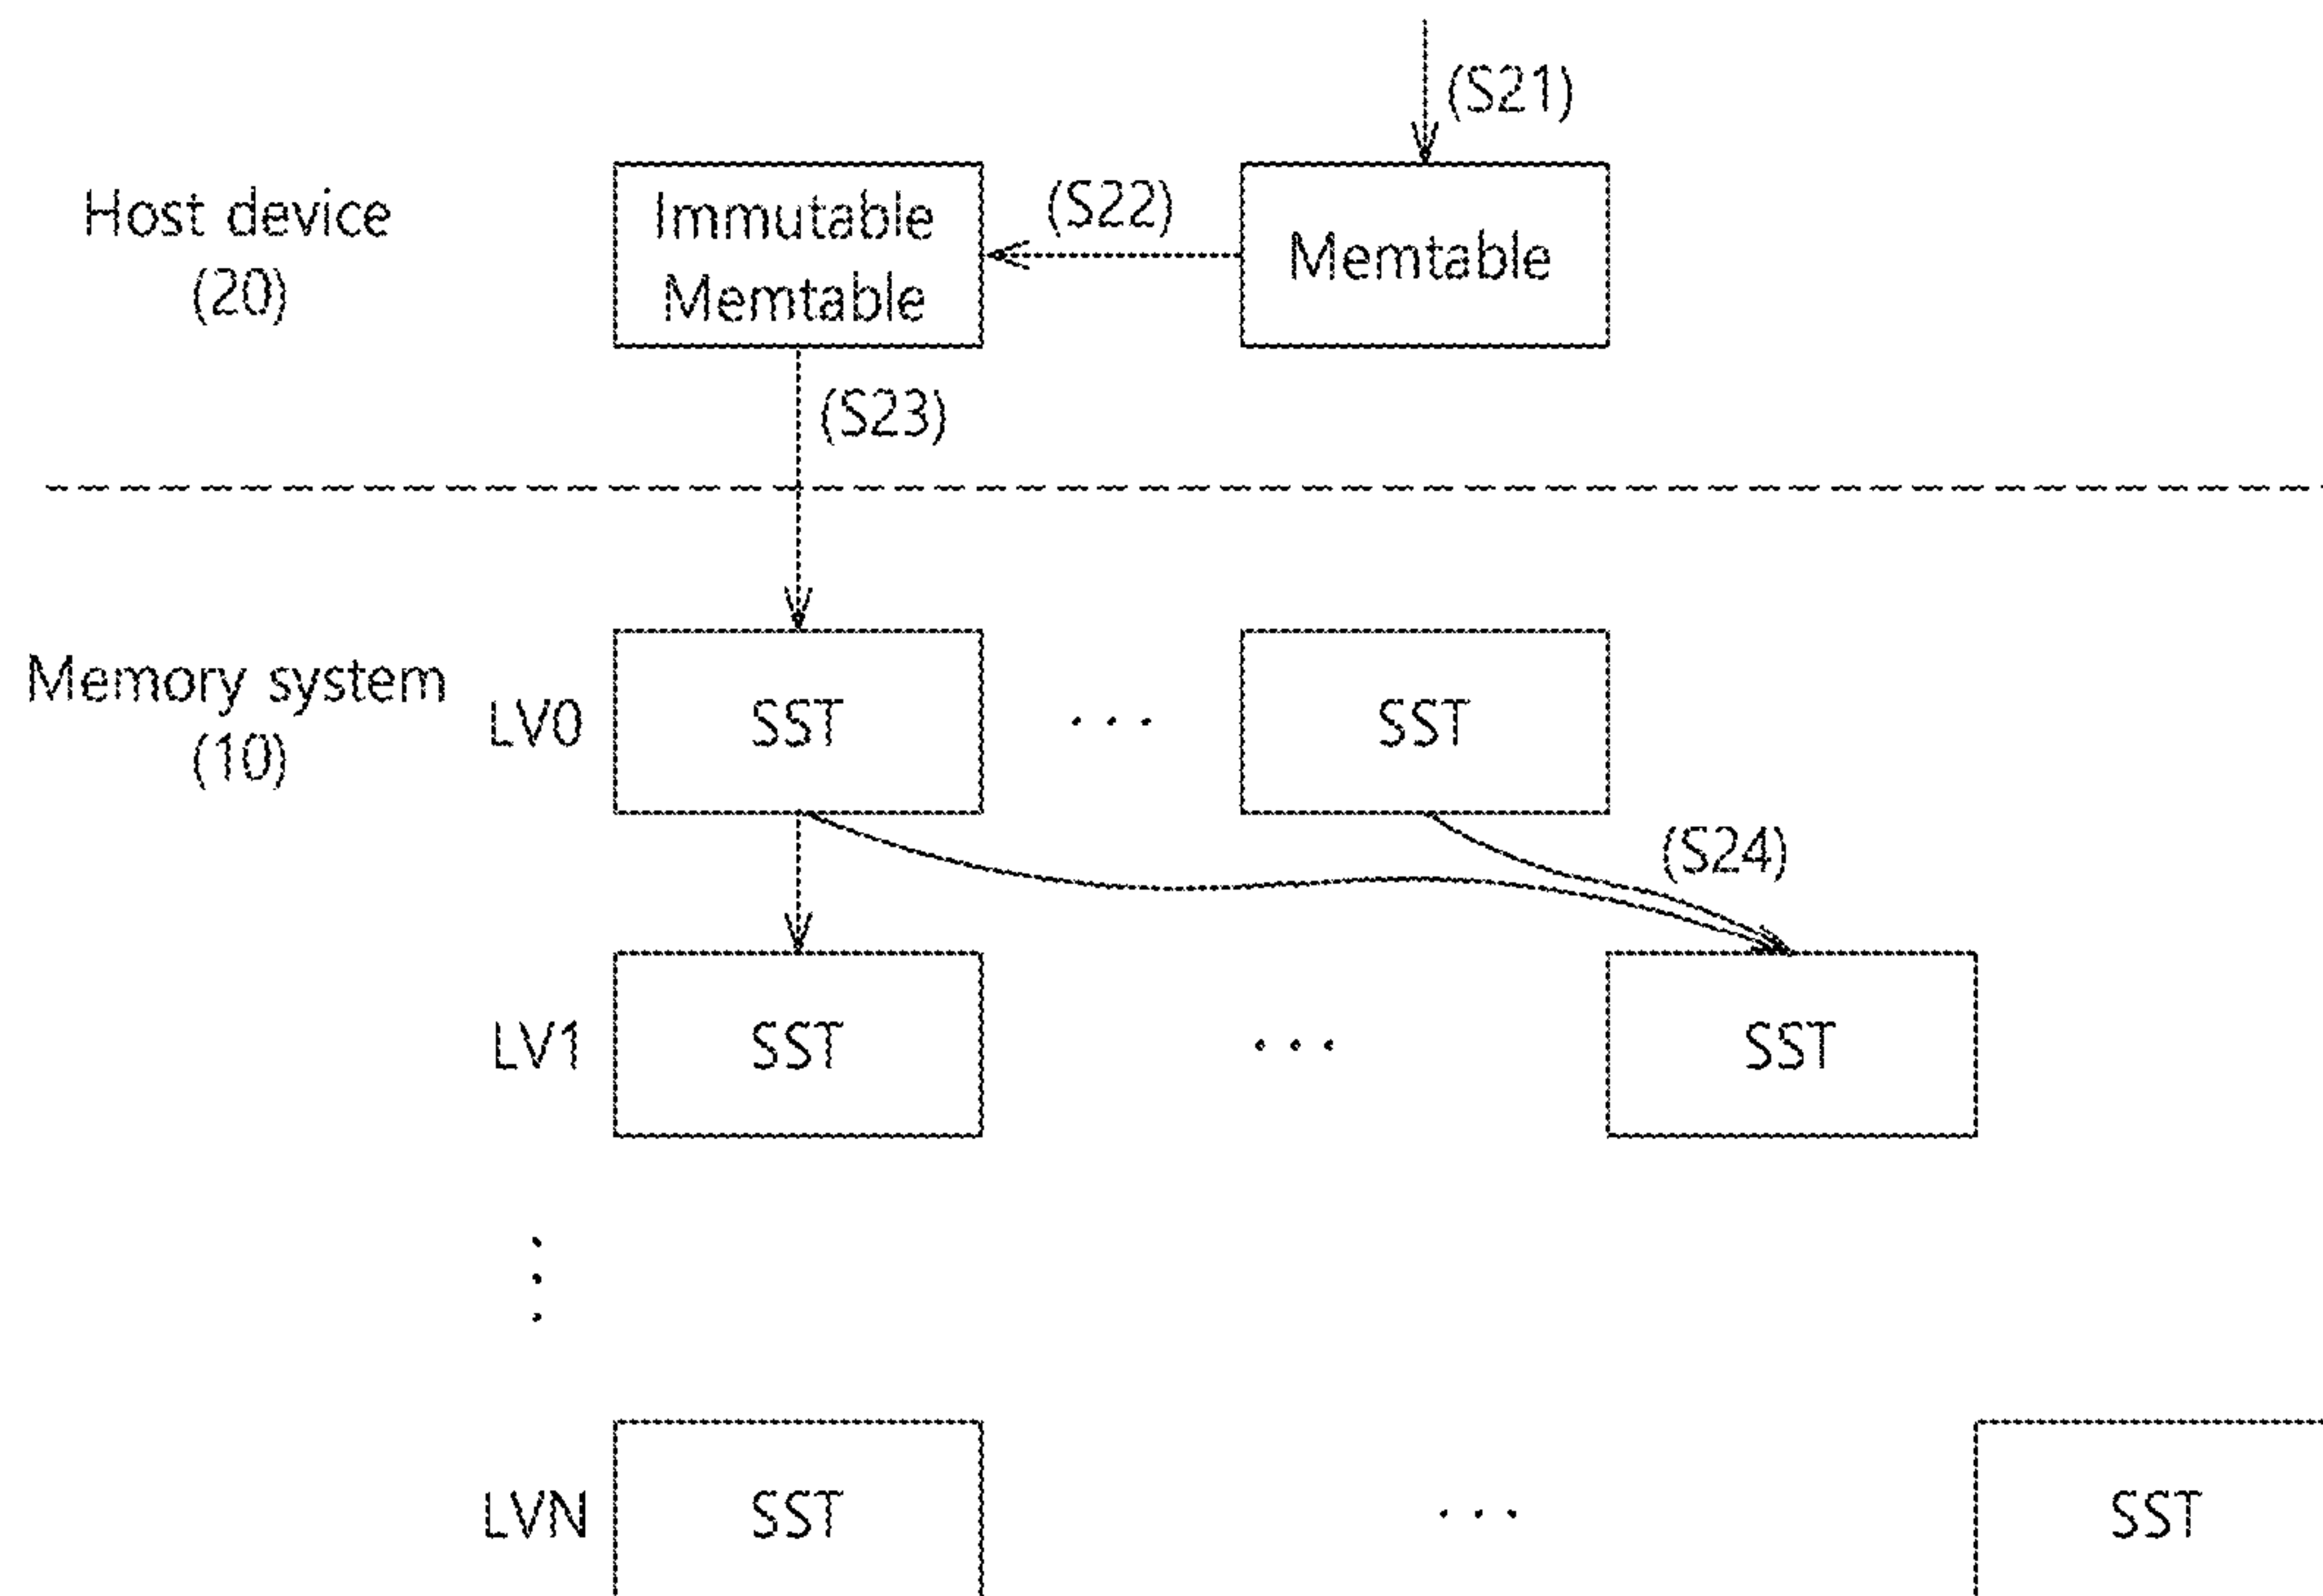 (S21)
Host device
(20)
Immutable
Memtable
(S22)
Memtable
(S23)
Memory system
(10)
LV0
SST
. . .
SST
(S24)
LV1
SST
. . .
SST
.
.
.
LVN
SST
. . .
SST